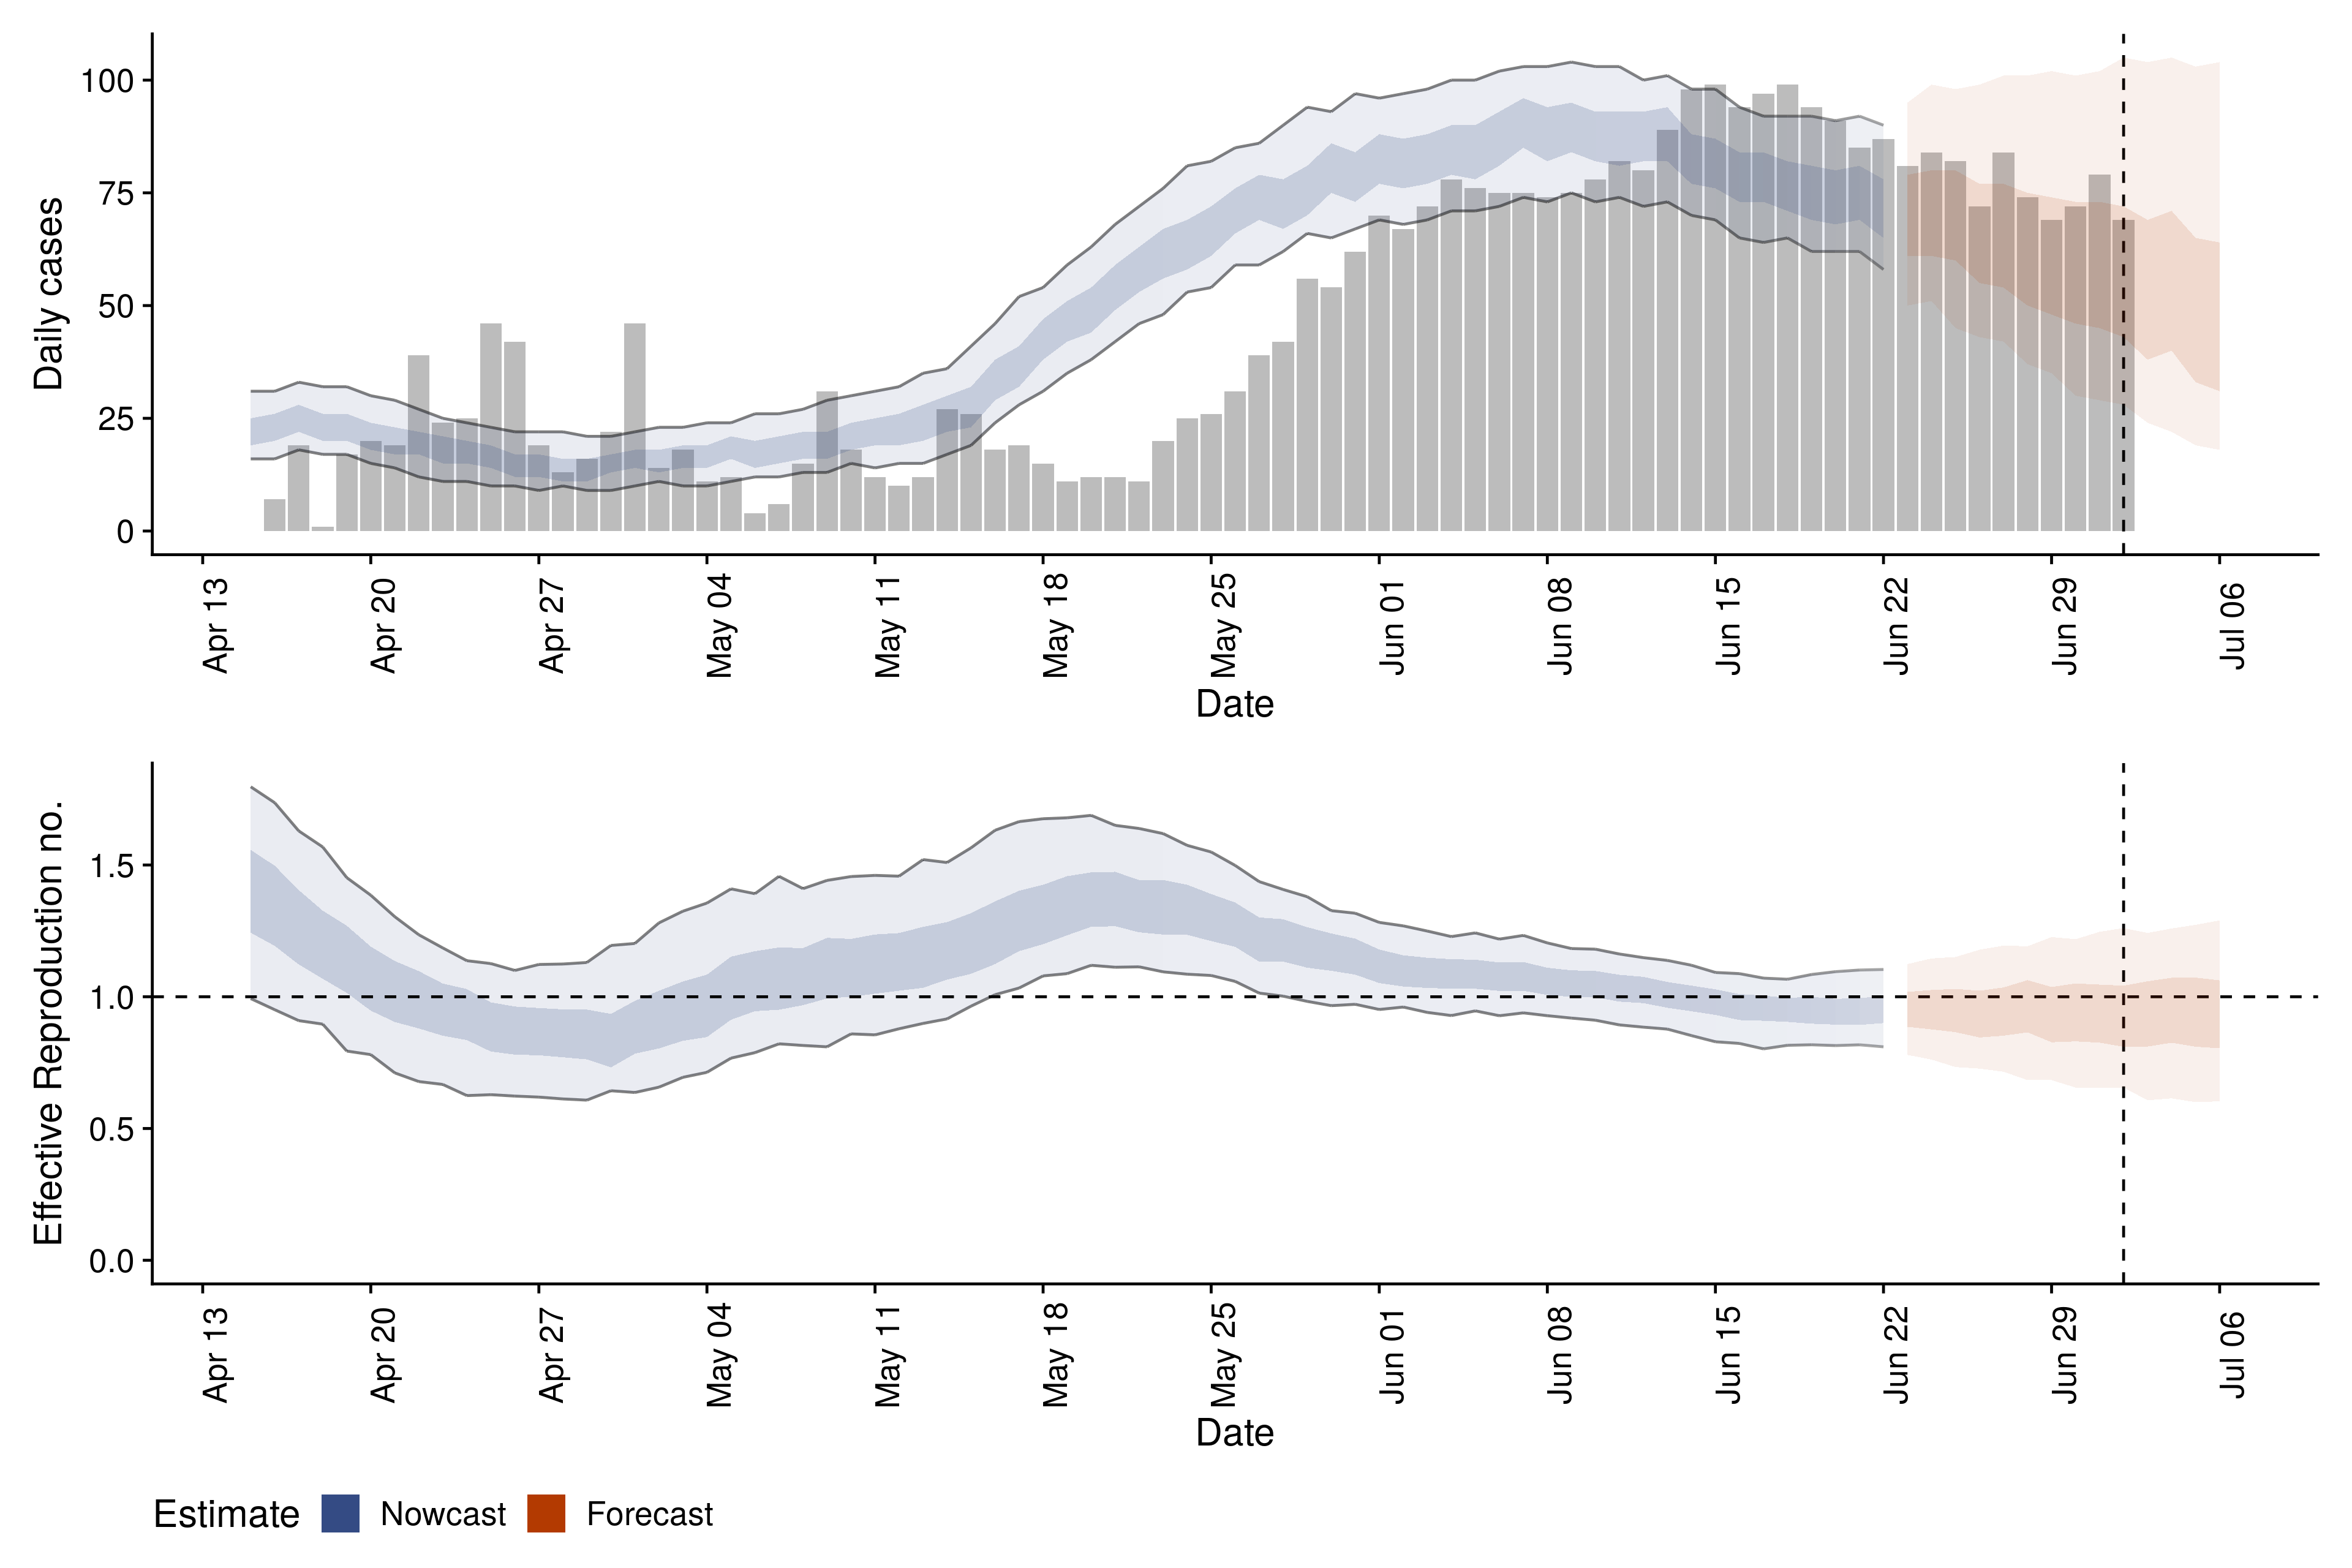 Daily cases
100
75
50
25
0
Apr 13
Apr 20
Apr 27
May 04
May 11
May 18
May 25
Jun 01
Jun 08
Jun 15
Jun 22
Jun 29
Jul 06
Date
Effective Reproduction no.
1.5
1.0
0.5
0.0
Apr 13
Apr 20
Apr 27
May 04
May 11
May 18
May 25
Jun 01
Jun 08
Jun 15
Jun 22
Jun 29
Jul 06
Date
Estimate Nowcast Forecast